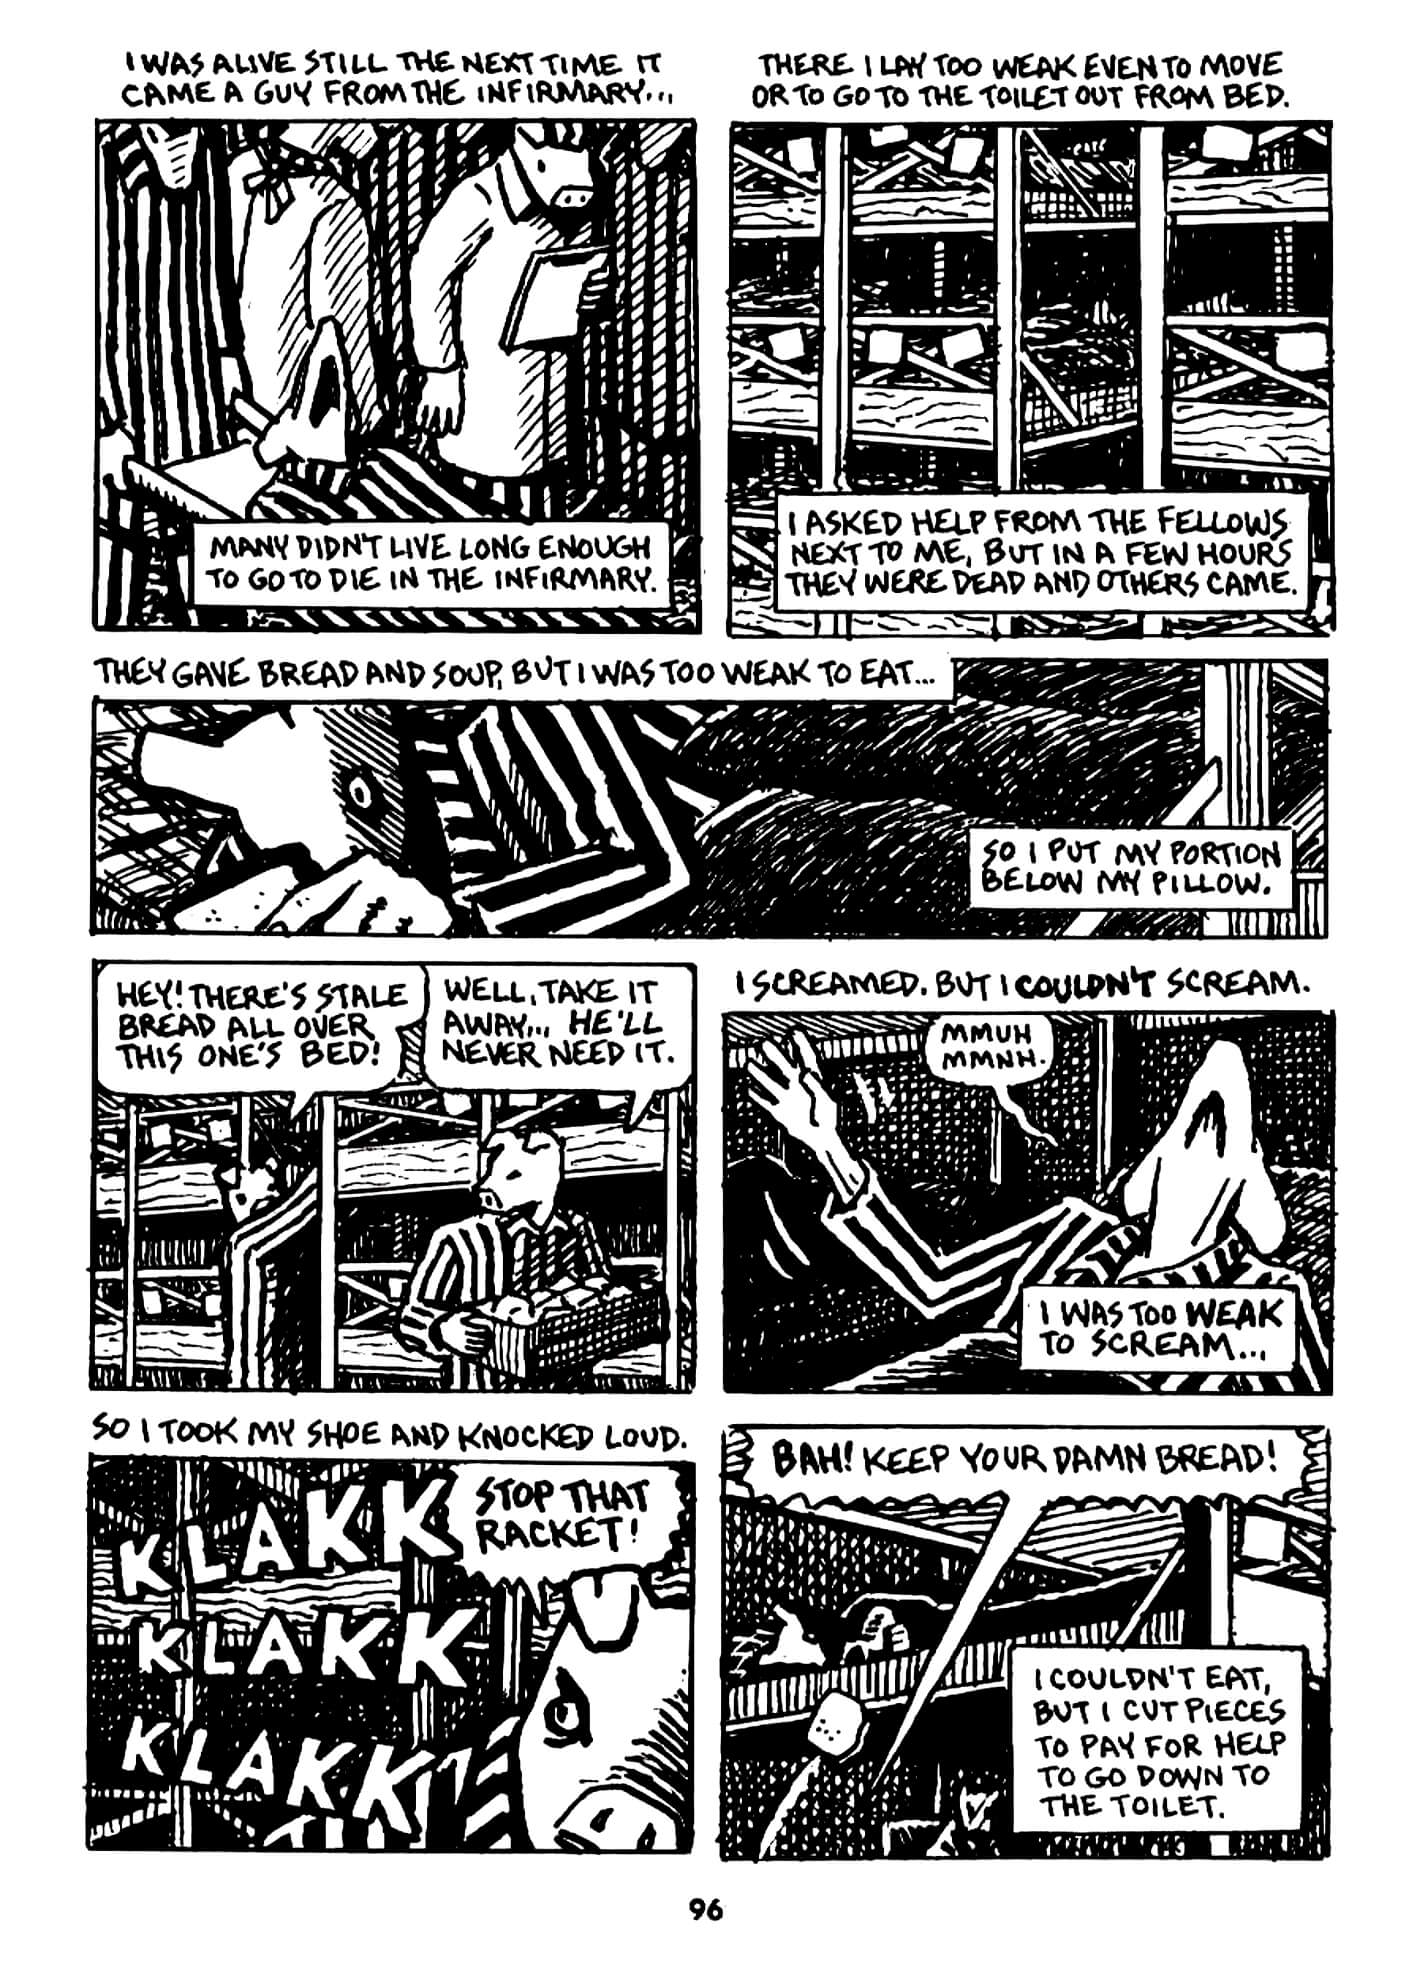 I WAS ALIVE STILL THE NEXT TIME IT
CAME A GUY FROM THE INFIRMARY...
MANY DIDN'T LIVE LONG ENOUGH
TO GO TO DIE IN THE INFIRMARY.
THERE I LAY TOO WEAK EVEN TO MOVE
OR TO GO TO THE TOILET OUT FROM BED.
I ASKED HELP FROM THE FELLOWS
NEXT TO ME, BUT IN A FEW HOURS
THEY WERE DEAD AND OTHERS CAME.
THEY GAVE BREAD AND SOUP, BUT I WAS TOO WEAK TO EAT...
SO I PUT MY PORTION
BELOW MY PILLOW.
HEY! THERE'S STALE
BREAD ALL OVER
THIS ONE'S BED!
WELL, TAKE IT
AWAY... HE'LL
NEVER NEED IT.
I SCREAMED. BUT I COULDN'T SCREAM.
MMUH
MMNH.
I WAS TOO WEAK
TO SCREAM...
SO I TOOK MY SHOE AND KNOCKED LOUD.
KLAKK
KLAKK
KLAKK
STOP THAT
RACKET!
BAH! KEEP YOUR DAMN BREAD!
I COULDN'T EAT,
BUT I CUT PIECES
TO PAY FOR HELP
TO GO DOWN TO
THE TOILET.
96